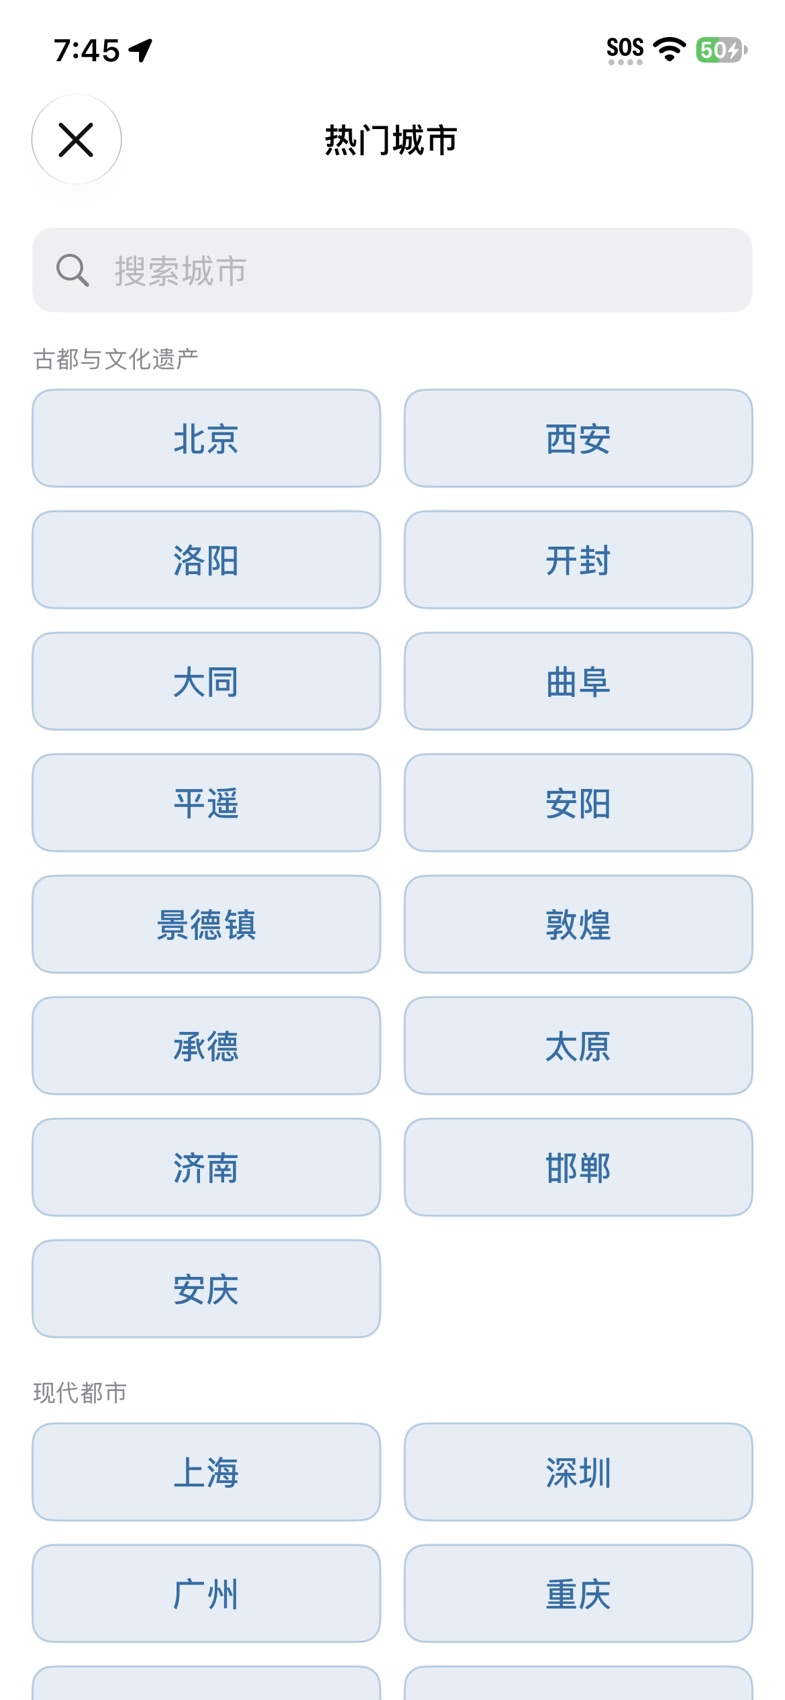 7:45
SOS
50
热门城市
搜索城市
古都与文化遗产
北京
西安
洛阳
开封
大同
曲阜
平遥
安阳
景德镇
敦煌
承德
太原
济南
邯郸
安庆
现代都市
上海
深圳
广州
重庆